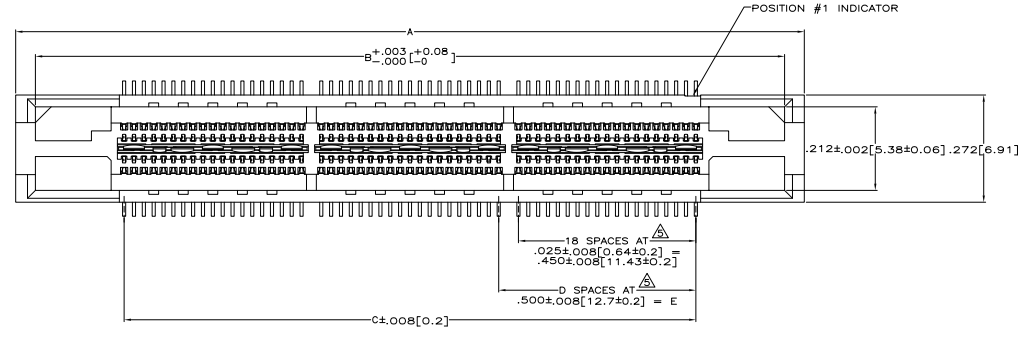 POSITION #1 INDICATOR
A
B +.003 -.000 [ +0.08 -0
.212±.002[5.38±0.06]
.272[6.91]
18 SPACES AT 5
.025±.008[0.64±0.2] =
.450±.008[11.43±0.2]
D SPACES AT 5
.500±.008[12.7±0.2] = E
C±.008[0.2]